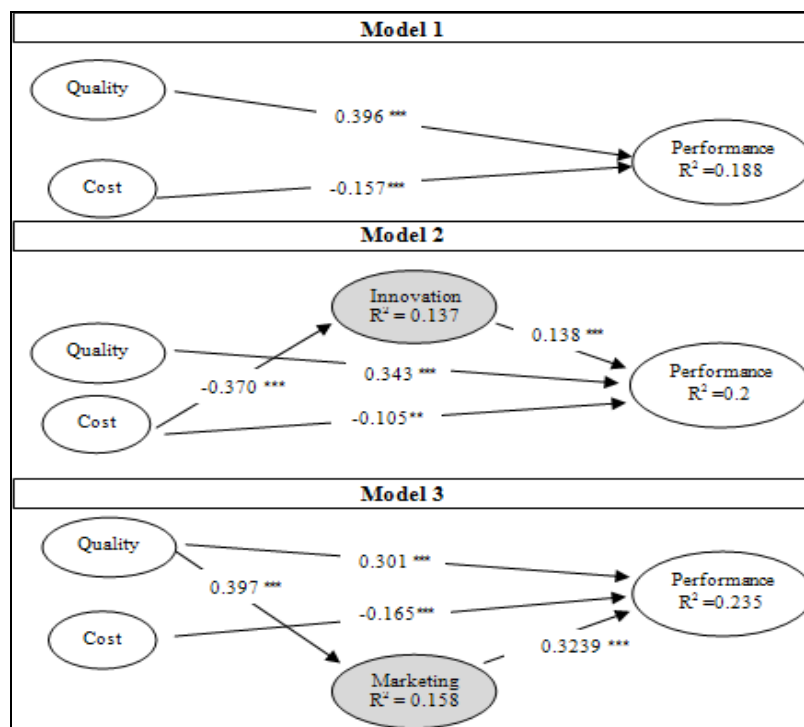 Model 1
Quality
0.396 ***
Performance
R² =0.188
Cost
-0.157***
Model 2
Innovation
R² = 0.137
0.138 ***
Quality
0.343 ***
Performance
R² =0.2
-0.370 ***
Cost
-0.105**
Model 3
Quality
0.301 ***
0.397 ***
Performance
R² =0.235
-0.165***
Cost
0.3239 ***
Marketing
R² = 0.158